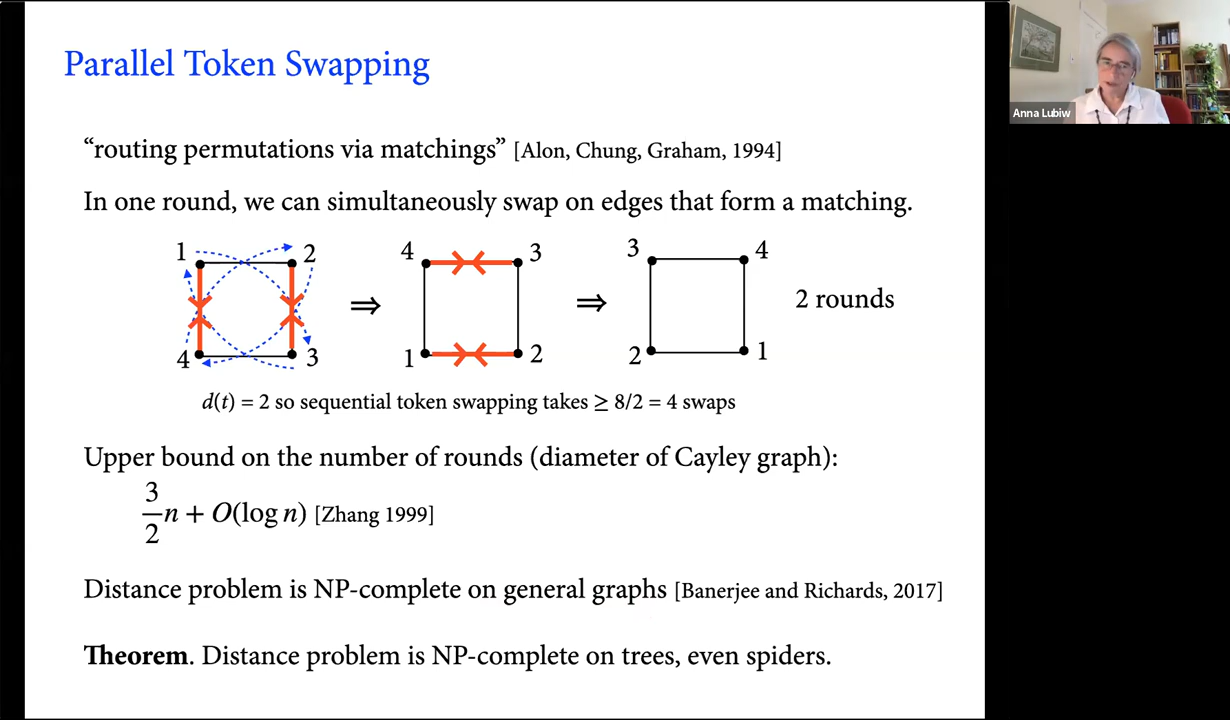 Parallel Token Swapping
Anna Lubiw
“routing permutations via matchings” [Alon, Chung, Graham, 1994]
In one round, we can simultaneously swap on edges that form a matching.
1 2 4 3 3 4
⇒ ⇒ 2 rounds
4 3 1 2 2 1
d(t) = 2 so sequential token swapping takes ≥ 8/2 = 4 swaps
Upper bound on the number of rounds (diameter of Cayley graph):
3/2 n + O(log n) [Zhang 1999]
Distance problem is NP-complete on general graphs [Banerjee and Richards, 2017]
Theorem. Distance problem is NP-complete on trees, even spiders.